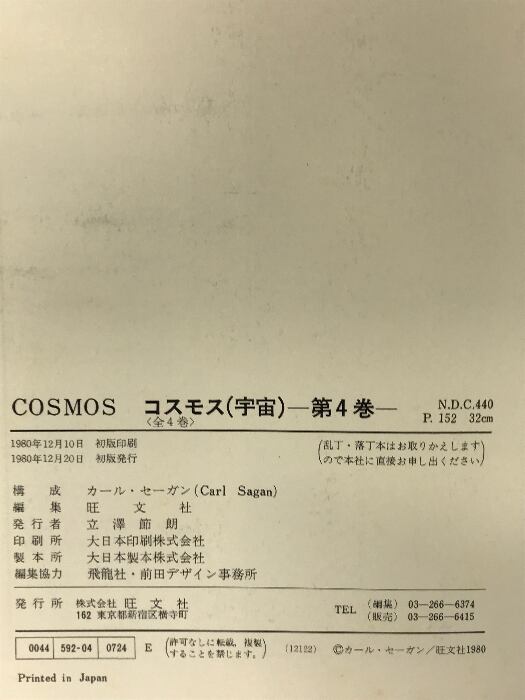 COSMOS コスモス(宇宙)―第4巻― N.D.C.440
〈全4巻〉 P. 152 32cm
1980年12月10日 初版印刷
1980年12月20日 初版発行
(乱丁・落丁本はお取りかえします
ので本社に直接お申し出ください)
構成 カール・セーガン(Carl Sagan)
編集 旺文社
発行者 立澤節朗
印刷所 大日本印刷株式会社
製本所 大日本製本株式会社
編集協力 飛龍社・前田デザイン事務所
発行所 株式会社 旺文社
162 東京都新宿区横寺町
TEL (編集) 03―266―6374
(販売) 03―266―6415
0044 592-04 0724 E (許可なしに転載, 複製
することを禁じます。) (12122) ©カール・セーガン/旺文社1980
Printed in Japan